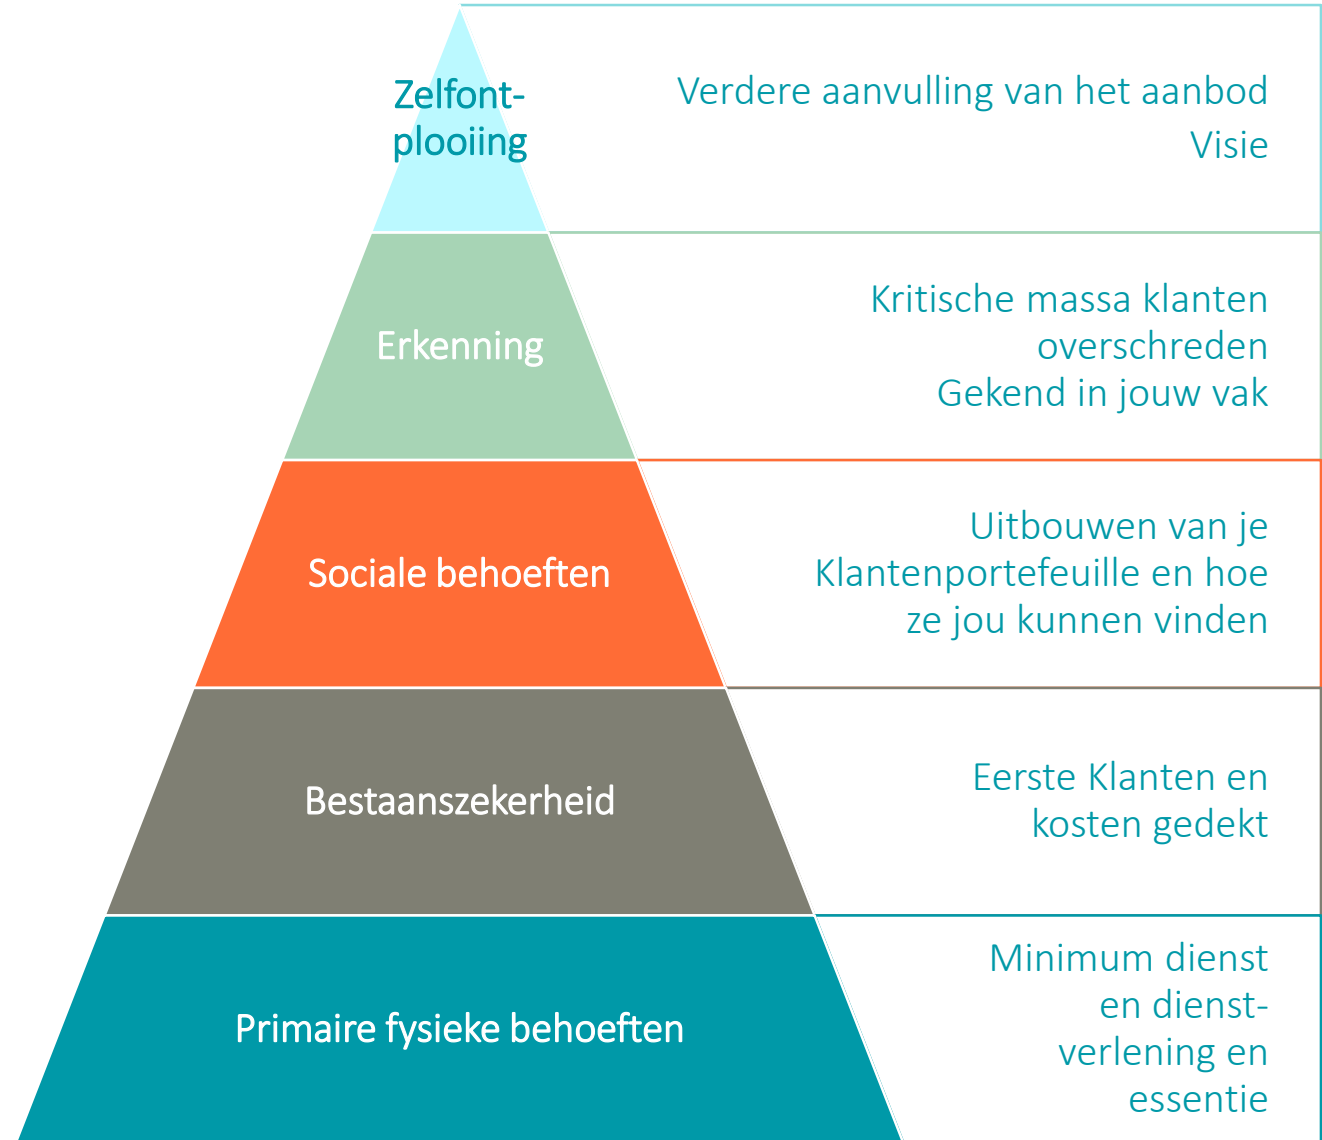 Zelfont-
plooiing
Verdere aanvulling van het aanbod
Visie
Erkenning
Kritische massa klanten
overschreden
Gekend in jouw vak
Sociale behoeften
Uitbouwen van je
Klantenportefeuille en hoe
ze jou kunnen vinden
Bestaanszekerheid
Eerste Klanten en
kosten gedekt
Primaire fysieke behoeften
Minimum dienst
en dienst-
verlening en
essentie